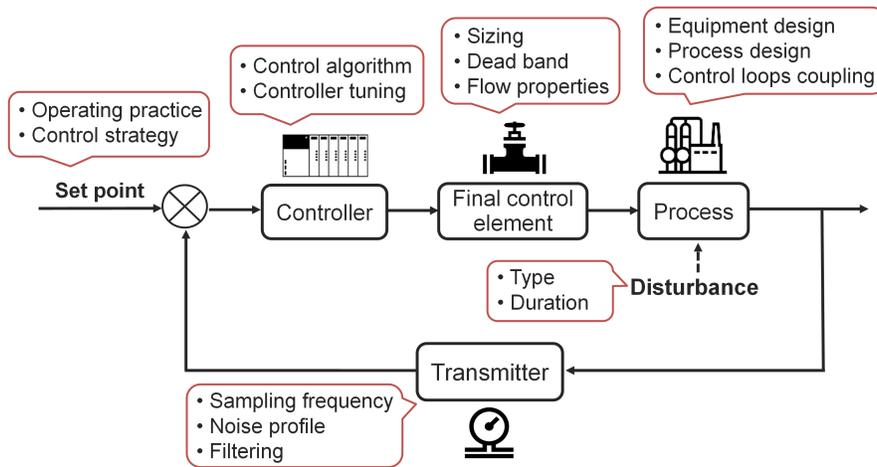 • Operating practice
• Control strategy
• Control algorithm
• Controller tuning
• Sizing
• Dead band
• Flow properties
• Equipment design
• Process design
• Control loops coupling
Set point
Controller
Final control
element
Process
• Type
• Duration
Disturbance
Transmitter
• Sampling frequency
• Noise profile
• Filtering